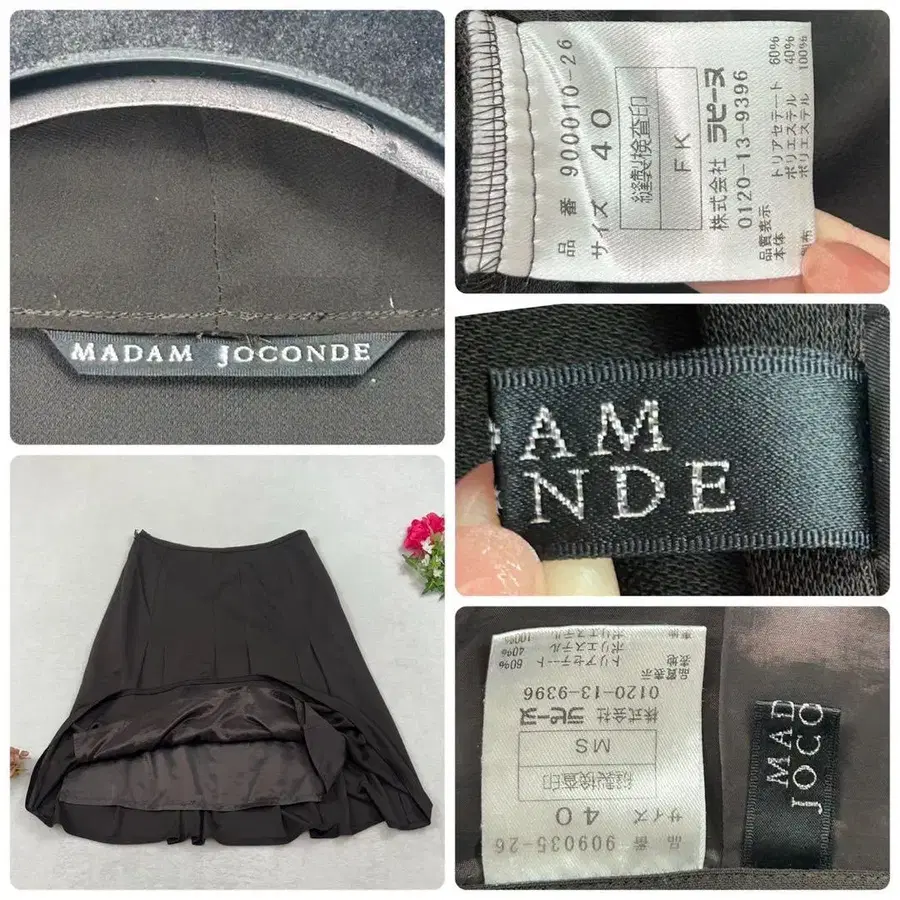 MADAM JOCONDE
品番 900010-26
サイズ 40
縫製検査印
FK
株式会社 ラピーヌ
0120-13-9396
品質表示
本体 トリアセテート 60%
ポリエステル 40%
ポリエステル 100%
AM
NDE
ポリエステル 100%
ポリエステル 40%
トリアセテート 60%
0120-13-9396
株式会社 ラピーヌ
MS
縫製検査印
サイズ 40
品番 909035-26
MAD
JOCO